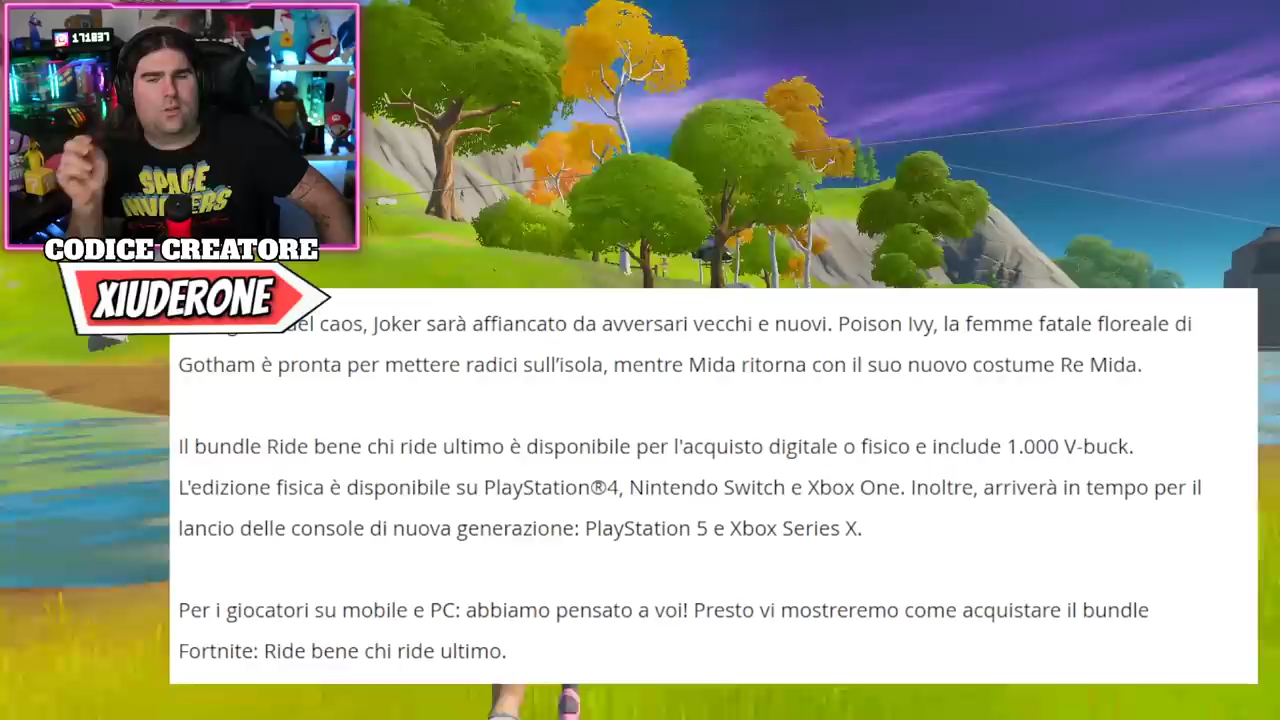 171837
SPACE
INVADERS
CODICE CREATORE
XIUDERONE
caos, Joker sarà affiancato da avversari vecchi e nuovi. Poison Ivy, la femme fatale floreale di
Gotham è pronta per mettere radici sull'isola, mentre Mida ritorna con il suo nuovo costume Re Mida.
Il bundle Ride bene chi ride ultimo è disponibile per l'acquisto digitale o fisico e include 1.000 V-buck.
L'edizione fisica è disponibile su PlayStation®4, Nintendo Switch e Xbox One. Inoltre, arriverà in tempo per il
lancio delle console di nuova generazione: PlayStation 5 e Xbox Series X.
Per i giocatori su mobile e PC: abbiamo pensato a voi! Presto vi mostreremo come acquistare il bundle
Fortnite: Ride bene chi ride ultimo.